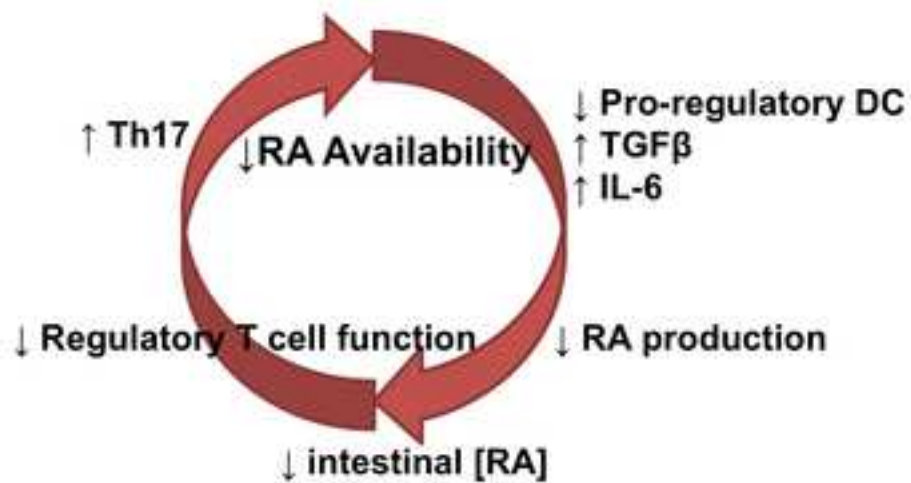 ↓ Pro-regulatory DC
↑ TGFβ
↑ IL-6
↑ Th17
↓RA Availability
↓ Regulatory T cell function
↓ RA production
↓ intestinal [RA]